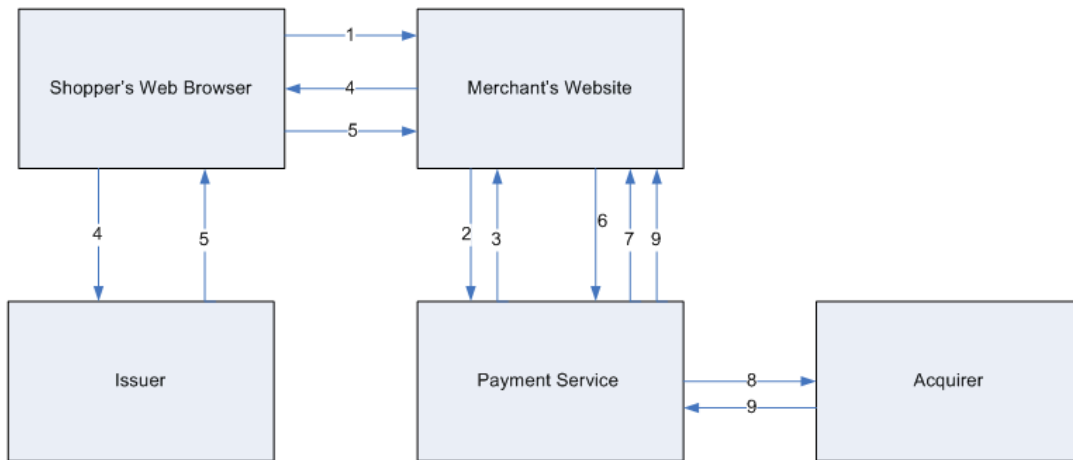 1
Shopper's Web Browser
4
Merchant's Website
5
4
5
2
3
6
7
9
Issuer
Payment Service
8
Acquirer
9